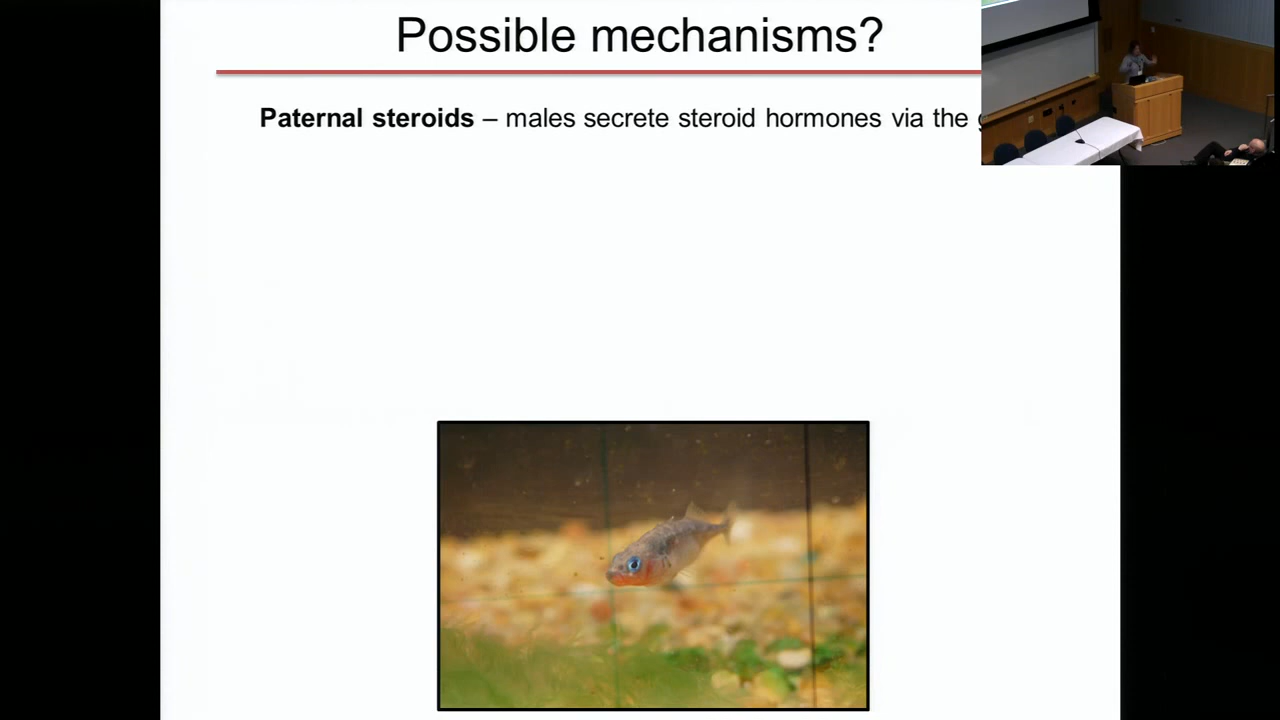 Possible mechanisms?
Paternal steroids – males secrete steroid hormones via the